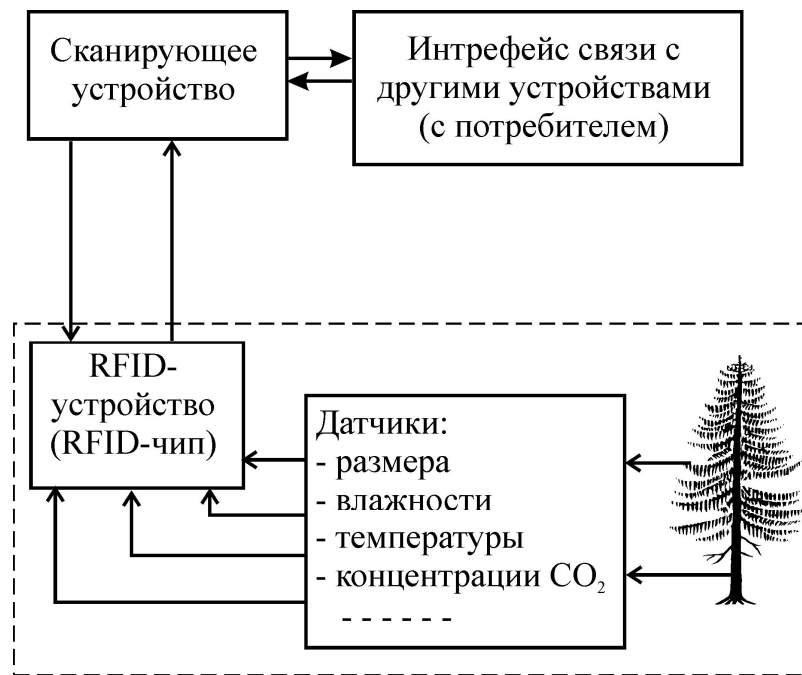 Сканирующее
устройство
Интрефейс связи с
другими устройствами
(с потребителем)
RFID-
устройство
(RFID-чип)
Датчики:
- размера
- влажности
- температуры
- концентрации CO₂
- - - - - -